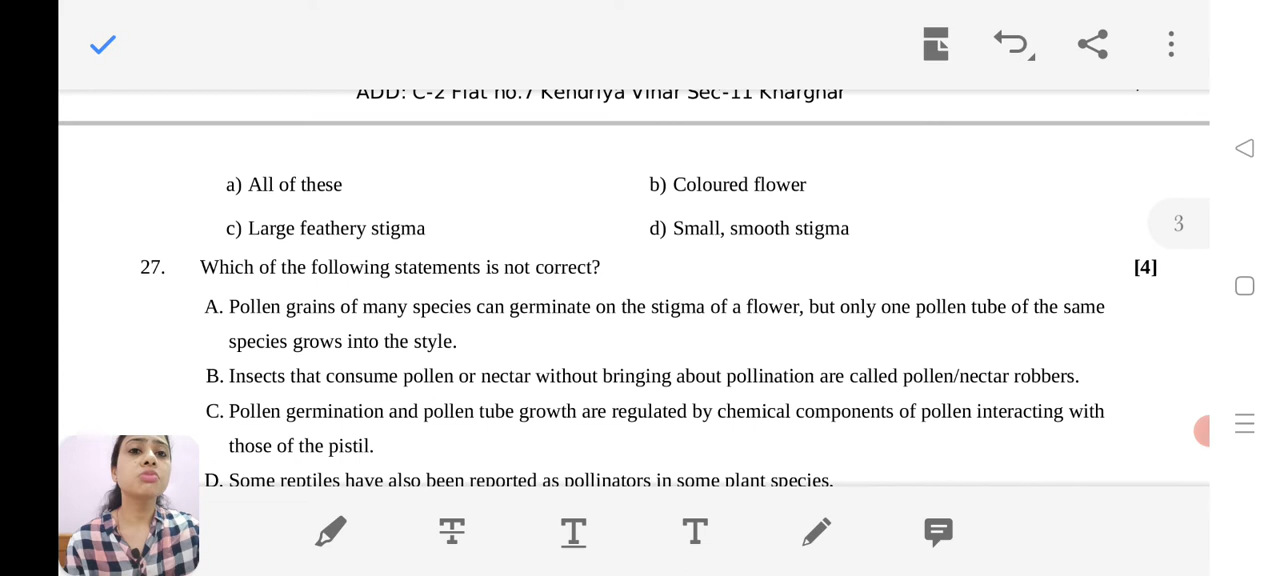 ADD: C-2 Flat no.7 Kendriya Vihar Sec-11 Kharghar
a) All of these
b) Coloured flower
c) Large feathery stigma
d) Small, smooth stigma
3
27. Which of the following statements is not correct? [4]
A. Pollen grains of many species can germinate on the stigma of a flower, but only one pollen tube of the same
species grows into the style.
B. Insects that consume pollen or nectar without bringing about pollination are called pollen/nectar robbers.
C. Pollen germination and pollen tube growth are regulated by chemical components of pollen interacting with
those of the pistil.
D. Some reptiles have also been reported as pollinators in some plant species.